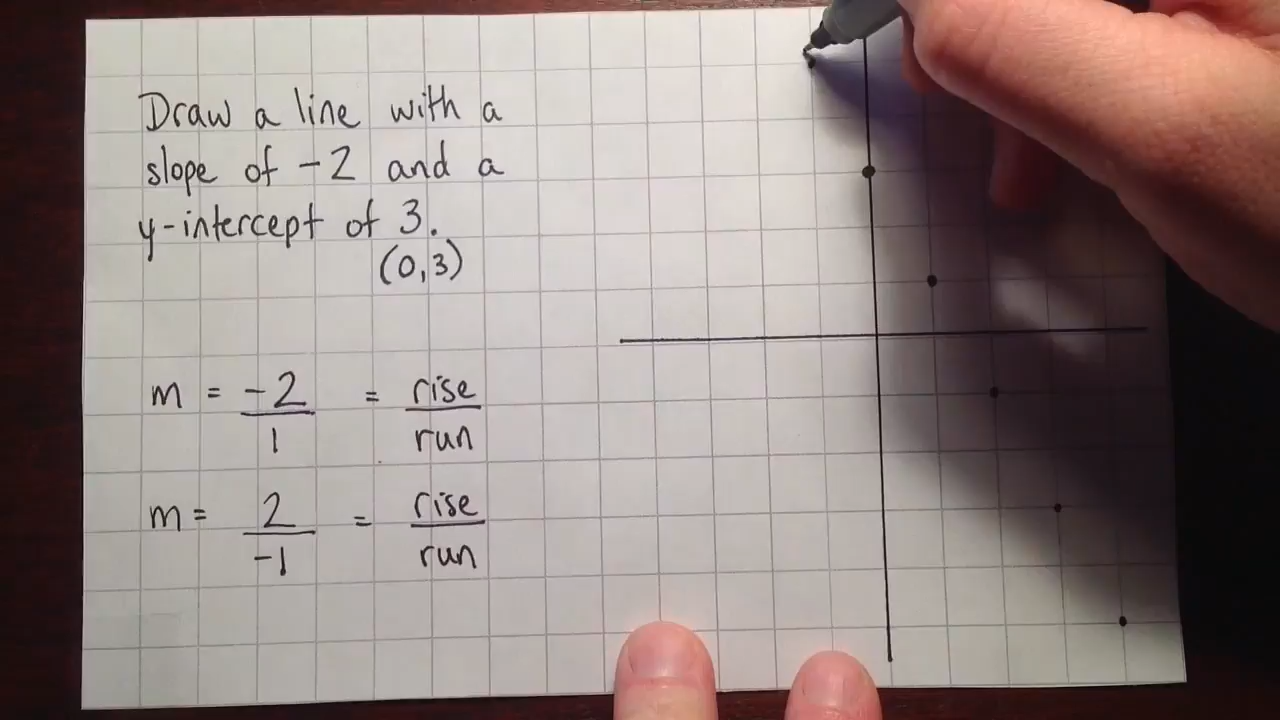 Draw a line with a
slope of -2 and a
y-intercept of 3.
(0,3)
m = -2/1 = rise/run
m = 2/-1 = rise/run